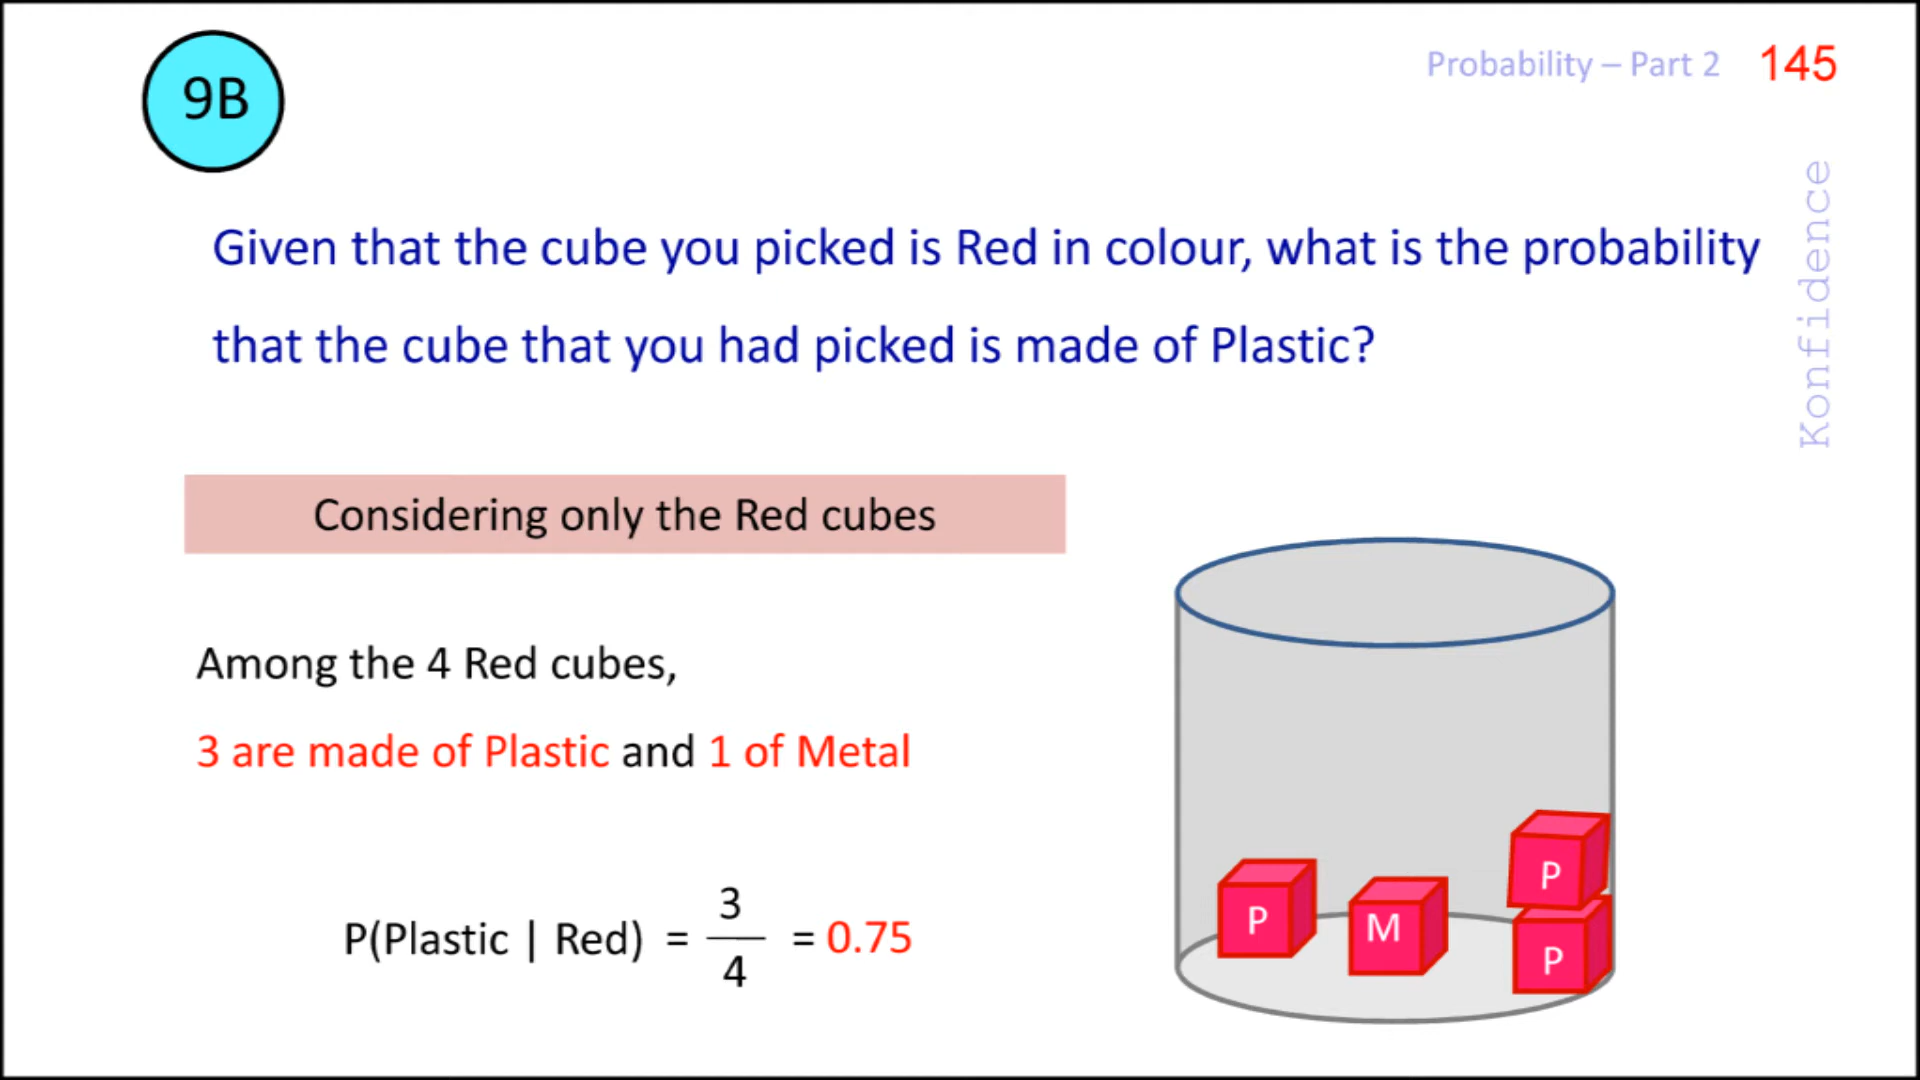 9B
Probability – Part 2 145
Konfidence
Given that the cube you picked is Red in colour, what is the probability
that the cube that you had picked is made of Plastic?
Considering only the Red cubes
Among the 4 Red cubes,
3 are made of Plastic and 1 of Metal
P(Plastic | Red) = 3/4 = 0.75
P
P
M
P